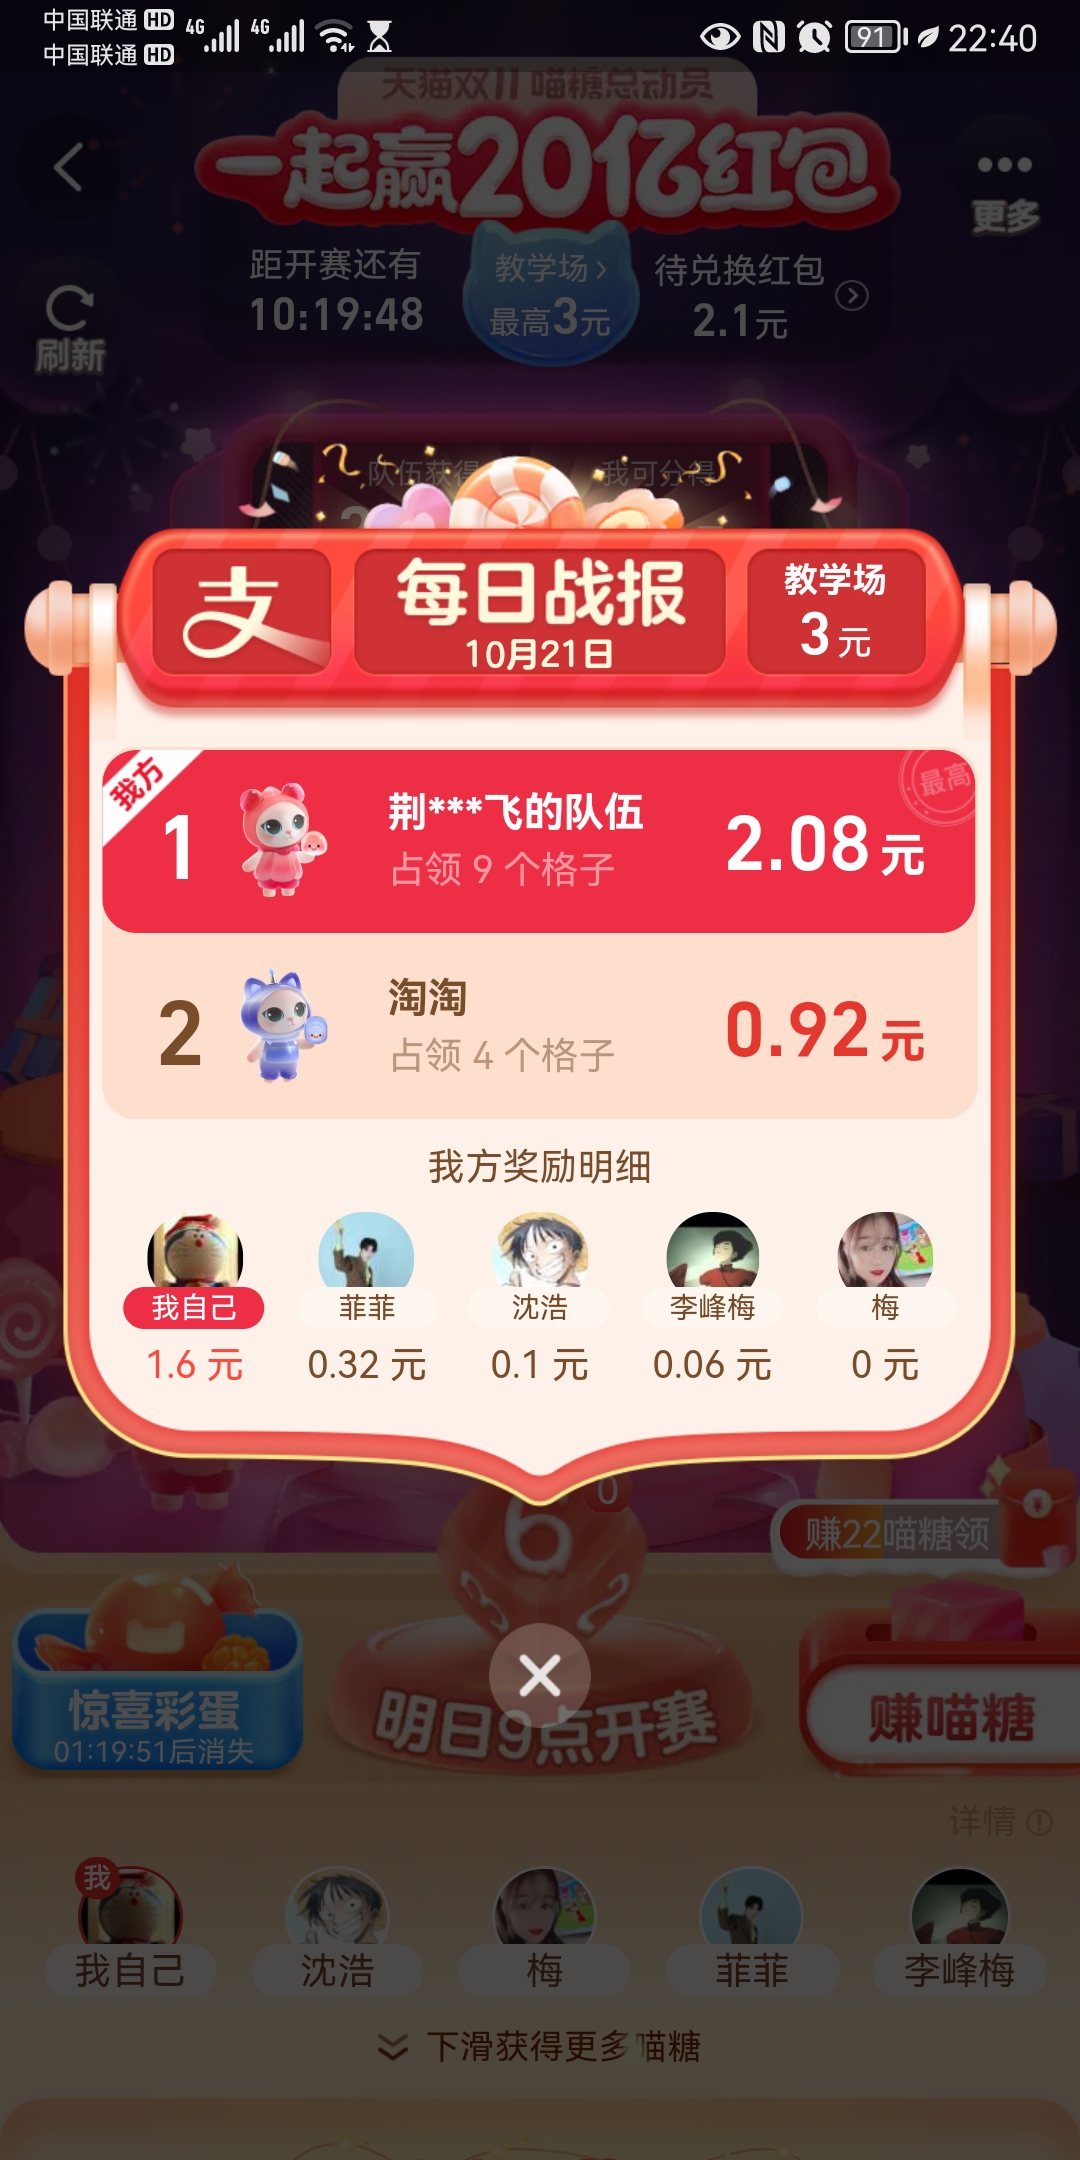 中国联通 HD
中国联通 HD
4G 4G
91
22:40
天猫双11喵糖总动员
一起赢20亿红包
更多
距开赛还有
10:19:48
教学场
最高3元
待兑换红包
2.1元
刷新
队伍获得
我可分得
支
每日战报
10月21日
教学场
3 元
我方
1
荆***飞的队伍
占领 9 个格子
2.08 元
最高
2
淘淘
占领 4 个格子
0.92 元
我方奖励明细
我自己 菲菲 沈浩 李峰梅 梅
1.6 元 0.32 元 0.1 元 0.06 元 0 元
0
6
赚22喵糖领
惊喜彩蛋
01:19:51后消失
明日9点开赛
赚喵糖
详情
我
我自己 沈浩 梅 菲菲 李峰梅
下滑获得更多喵糖